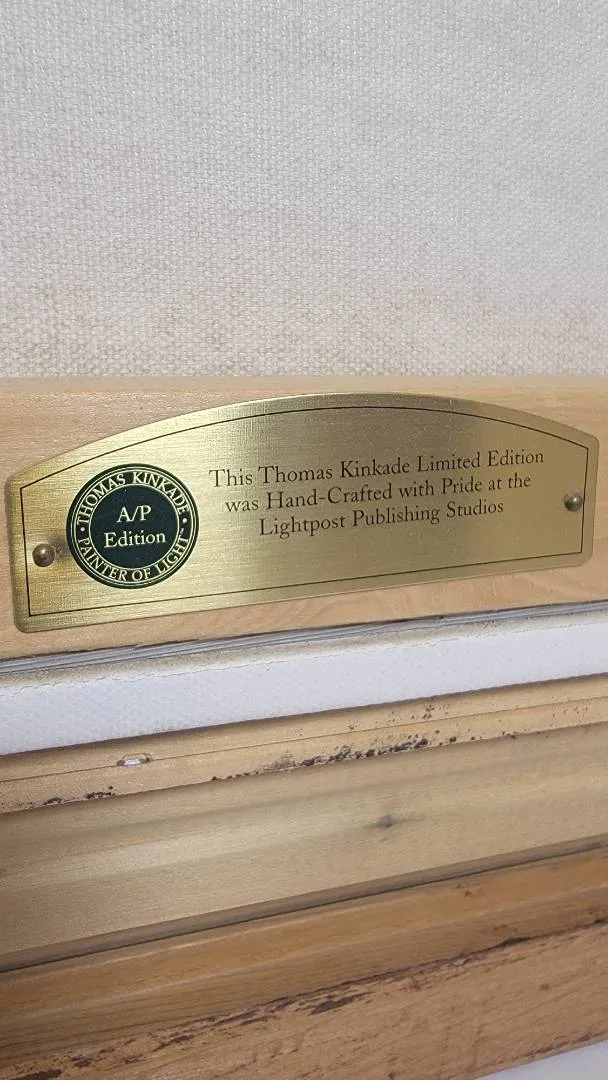 THOMAS KINKADE
A/P
Edition
PAINTER OF LIGHT
This Thomas Kinkade Limited Edition
was Hand-Crafted with Pride at the
Lightpost Publishing Studios